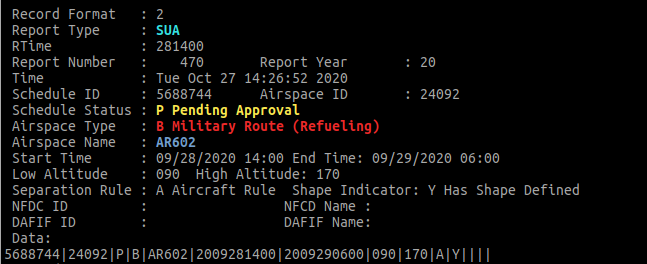 Record Format : 2
Report Type : SUA
RTime : 281400
Report Number : 470 Report Year : 20
Time : Tue Oct 27 14:26:52 2020
Schedule ID : 5688744 Airspace ID : 24092
Schedule Status : P Pending Approval
Airspace Type : B Military Route (Refueling)
Airspace Name : AR602
Start Time : 09/28/2020 14:00 End Time: 09/29/2020 06:00
Low Altitude : 090 High Altitude: 170
Separation Rule : A Aircraft Rule Shape Indicator: Y Has Shape Defined
NFDC ID : NFCD Name :
DAFIF ID : DAFIF Name:
Data:
5688744|24092|P|B|AR602|2009281400|2009290600|090|170|A|Y||||